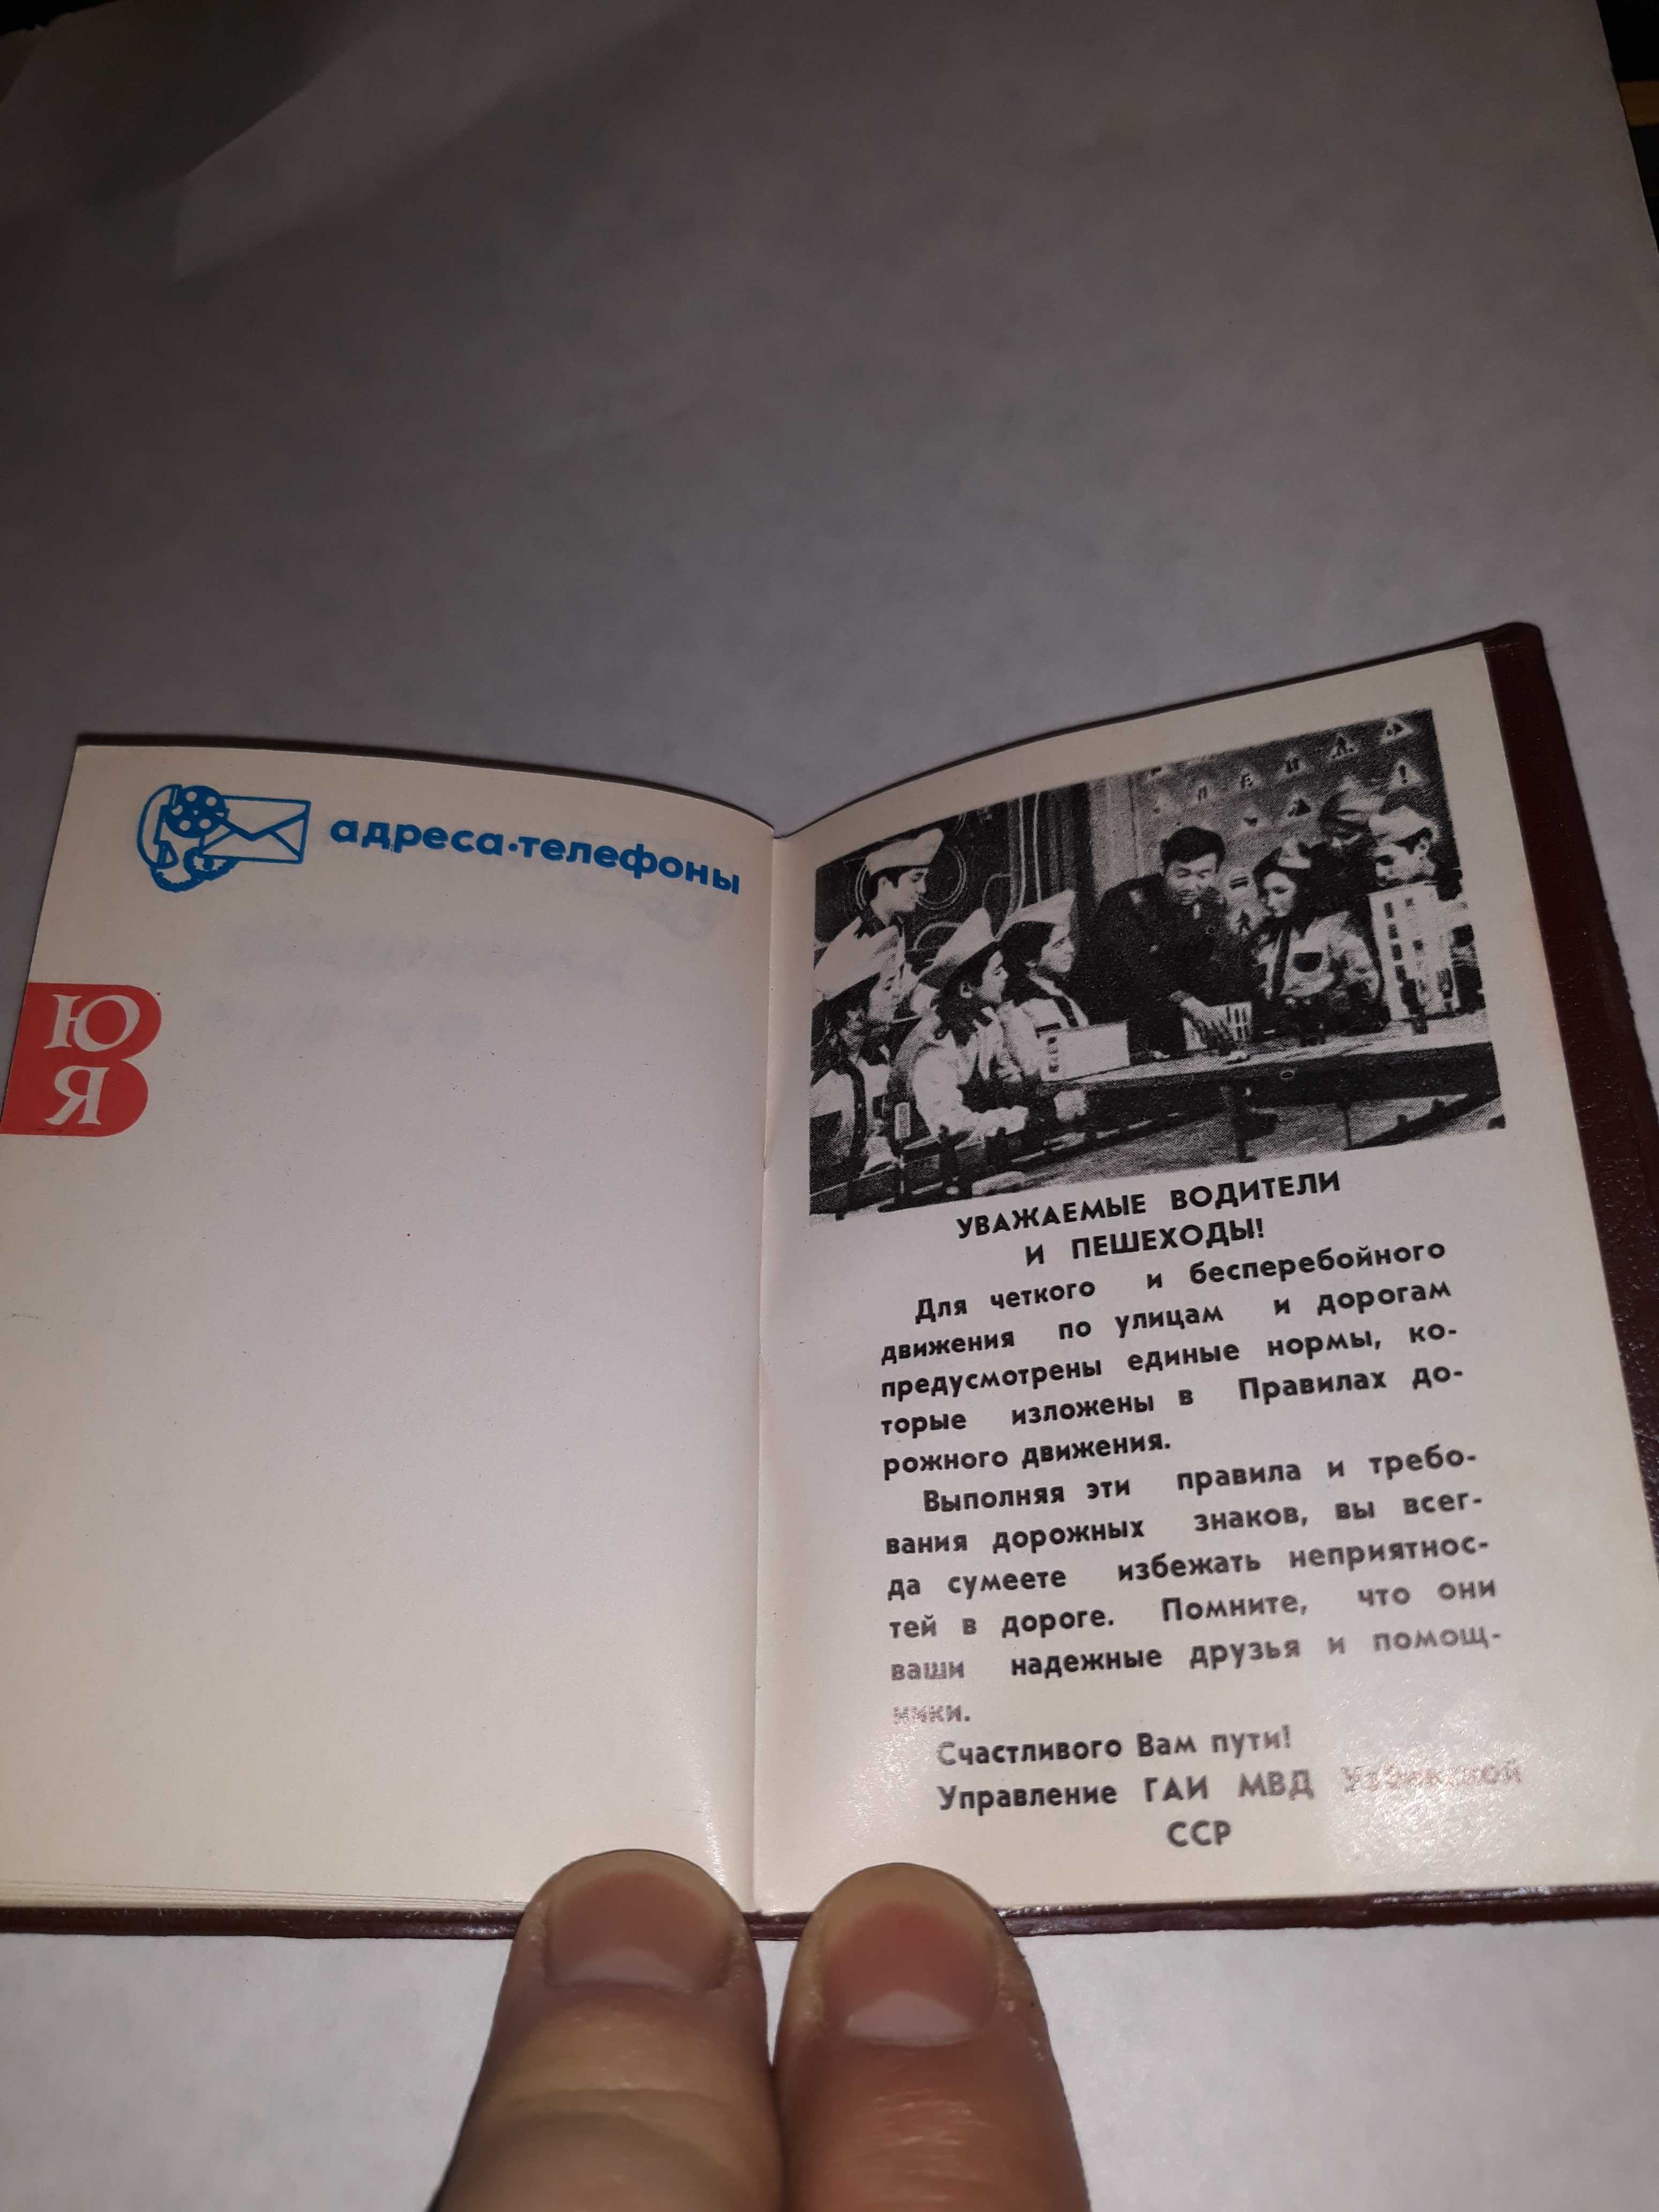 адреса·телефоны
Ю
Я
УВАЖАЕМЫЕ ВОДИТЕЛИ
И ПЕШЕХОДЫ!
Для четкого и бесперебойного
движения по улицам и дорогам
предусмотрены единые нормы, ко-
торые изложены в Правилах до-
рожного движения.
Выполняя эти правила и требо-
вания дорожных знаков, вы всег-
да сумеете избежать неприятнос-
тей в дороге. Помните, что они
ваши надежные друзья и помощ-
ники.
Счастливого Вам пути!
Управление ГАИ МВД Узбекской
ССР